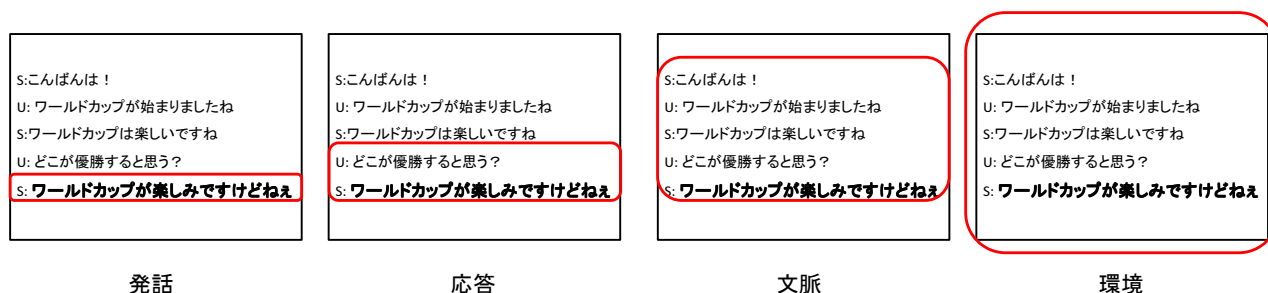 S:こんばんは！
U: ワールドカップが始まりましたね
S:ワールドカップは楽しいですね
U: どこが優勝すると思う？
S: ワールドカップが楽しみですけどねぇ
発話
S:こんばんは！
U: ワールドカップが始まりましたね
S:ワールドカップは楽しいですね
U: どこが優勝すると思う？
S: ワールドカップが楽しみですけどねぇ
応答
S:こんばんは！
U: ワールドカップが始まりましたね
S:ワールドカップは楽しいですね
U: どこが優勝すると思う？
S: ワールドカップが楽しみですけどねぇ
文脈
S:こんばんは！
U: ワールドカップが始まりましたね
S:ワールドカップは楽しいですね
U: どこが優勝すると思う？
S: ワールドカップが楽しみですけどねぇ
環境